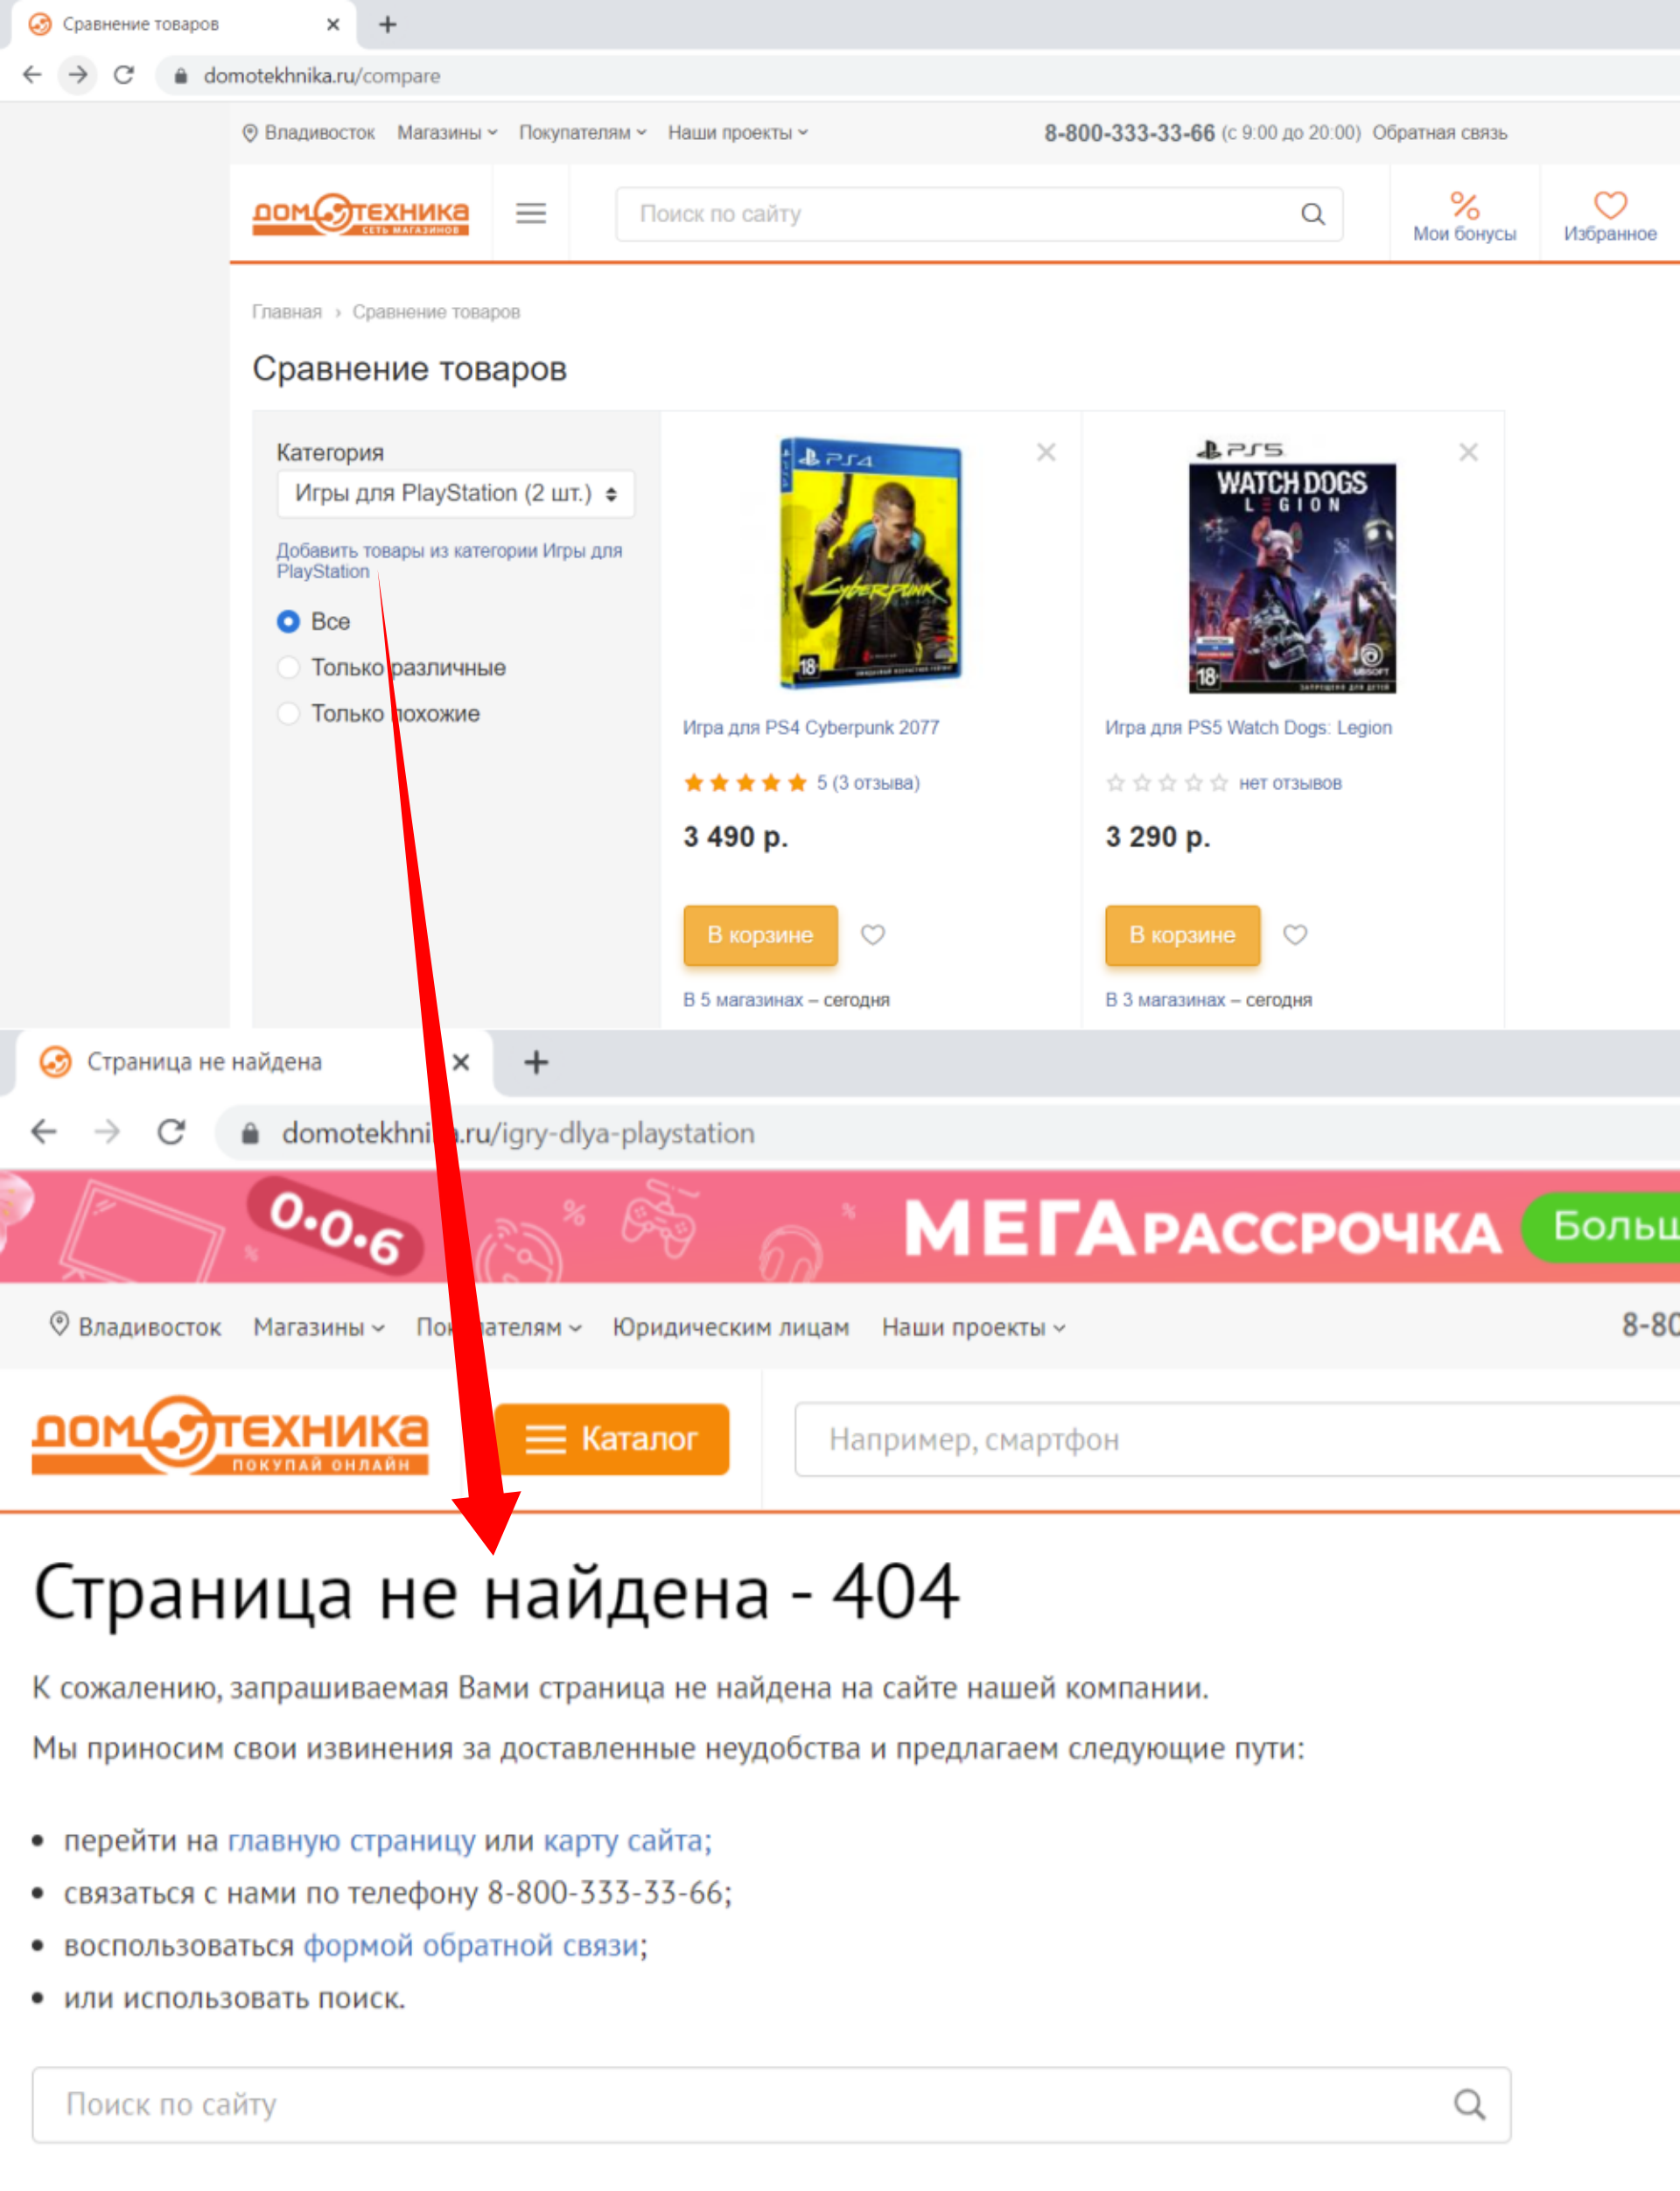 Сравнение товаров
domotekhnika.ru/compare
Владивосток Магазины Покупателям Наши проекты 8-800-333-33-66 (с 9:00 до 20:00) Обратная связь
ДОМОТЕХНИКА
СЕТЬ МАГАЗИНОВ
Поиск по сайту
Мои бонусы
Избранное
Главная › Сравнение товаров
Сравнение товаров
Категория
Игры для PlayStation (2 шт.)
Добавить товары из категории Игры для
PlayStation
Все
Только различные
Только похожие
PS4
Cyberpunk
18
Игра для PS4 Cyberpunk 2077
5 (3 отзыва)
3 490 р.
В корзине
В 5 магазинах – сегодня
PS5
WATCH DOGS
LEGION
UBISOFT
18
ЗАПРЕЩЕНО ДЛЯ ДЕТЕЙ
Игра для PS5 Watch Dogs: Legion
нет отзывов
3 290 р.
В корзине
В 3 магазинах – сегодня
Страница не найдена
domotekhnika.ru/igry-dlya-playstation
0·0·6
МЕГАРАССРОЧКА
Больш
Владивосток Магазины Покупателям Юридическим лицам Наши проекты 8-80
ДОМОТЕХНИКА
ПОКУПАЙ ОНЛАЙН
Каталог
Например, смартфон
Страница не найдена - 404
К сожалению, запрашиваемая Вами страница не найдена на сайте нашей компании.
Мы приносим свои извинения за доставленные неудобства и предлагаем следующие пути:
• перейти на главную страницу или карту сайта;
• связаться с нами по телефону 8-800-333-33-66;
• воспользоваться формой обратной связи;
• или использовать поиск.
Поиск по сайту